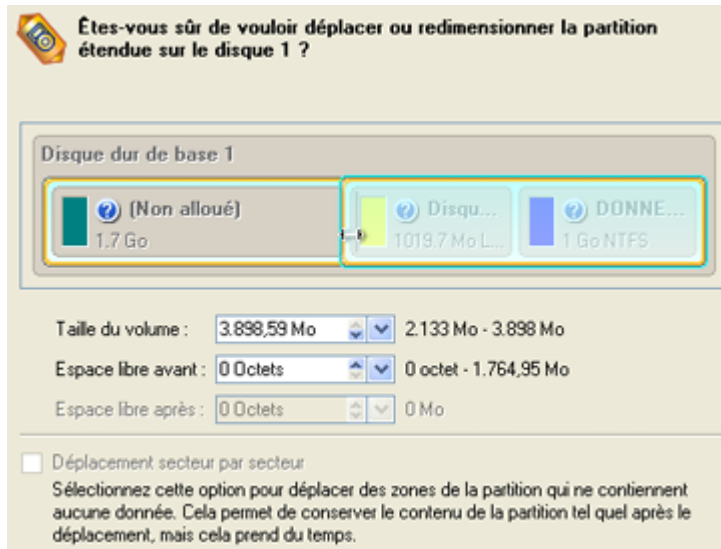 Êtes-vous sûr de vouloir déplacer ou redimensionner la partition
étendue sur le disque 1 ?
Disque dur de base 1
(Non alloué)
1.7 Go
Disqu...
1019.7 Mo L...
DONNE...
1 Go NTFS
Taille du volume : 3.898,59 Mo 2.133 Mo - 3.898 Mo
Espace libre avant : 0 Octets 0 octet - 1.764,95 Mo
Espace libre après : 0 Octets 0 Mo
Déplacement secteur par secteur
Sélectionnez cette option pour déplacer des zones de la partition qui ne contiennent
aucune donnée. Cela permet de conserver le contenu de la partition tel quel après le
déplacement, mais cela prend du temps.